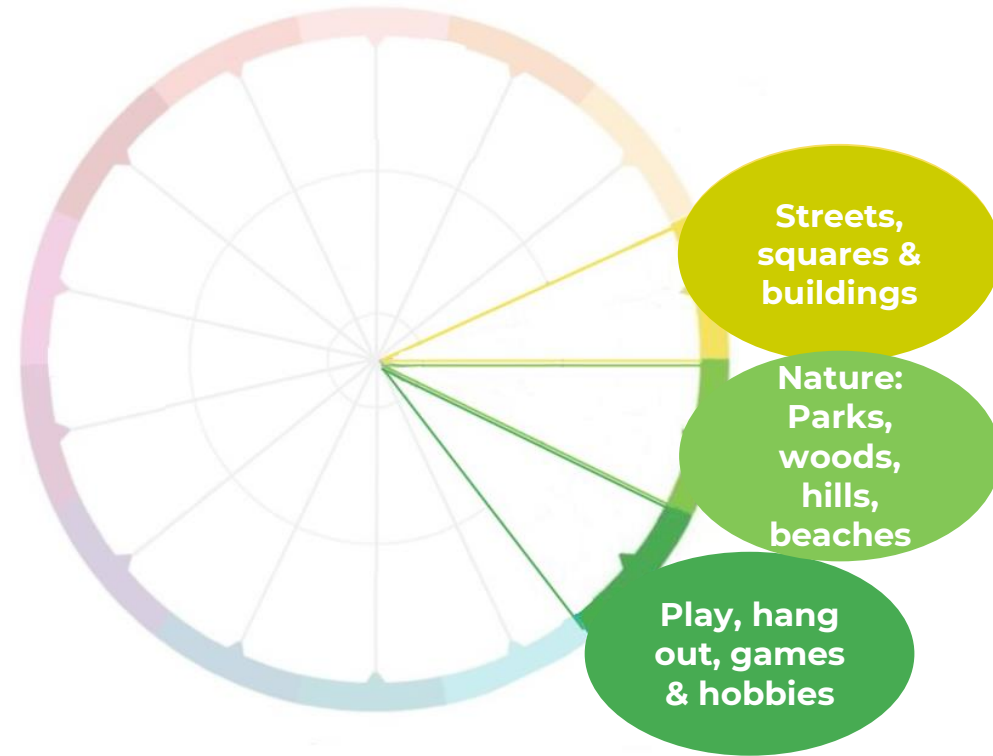 Streets,
squares &
buildings
Nature:
Parks,
woods,
hills,
beaches
Play, hang
out, games
& hobbies